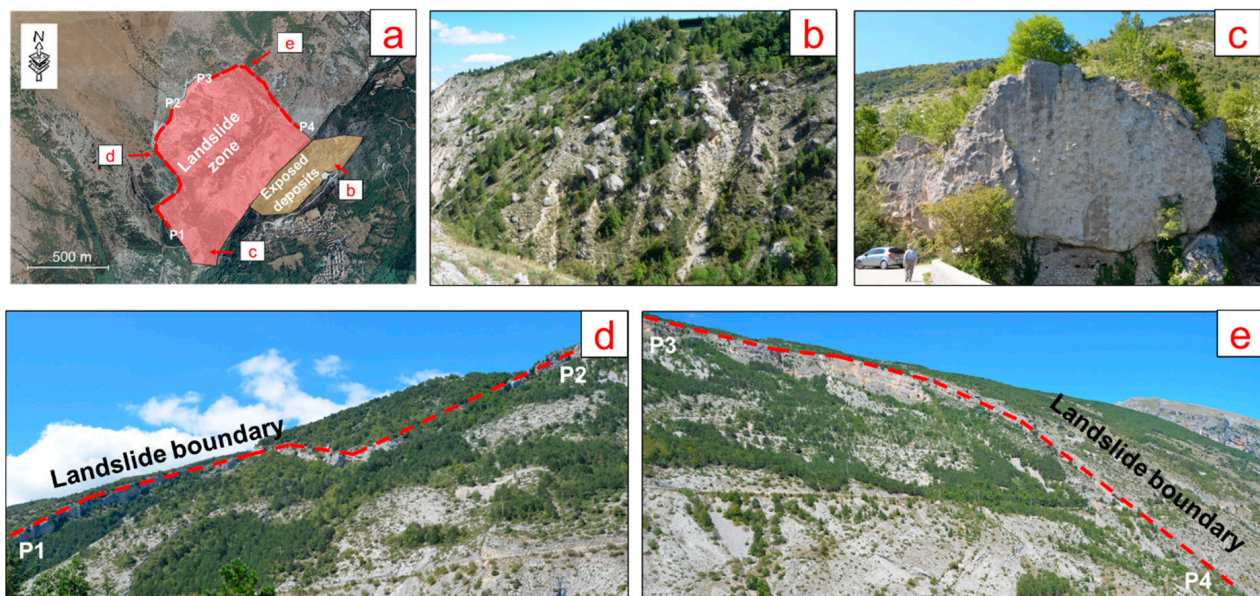 a
N
e
P3
P2
P4
d
Landslide
zone
Exposed
deposits
b
P1
c
500 m
b
c
d
P2
Landslide boundary
P1
e
P3
Landslide boundary
P4